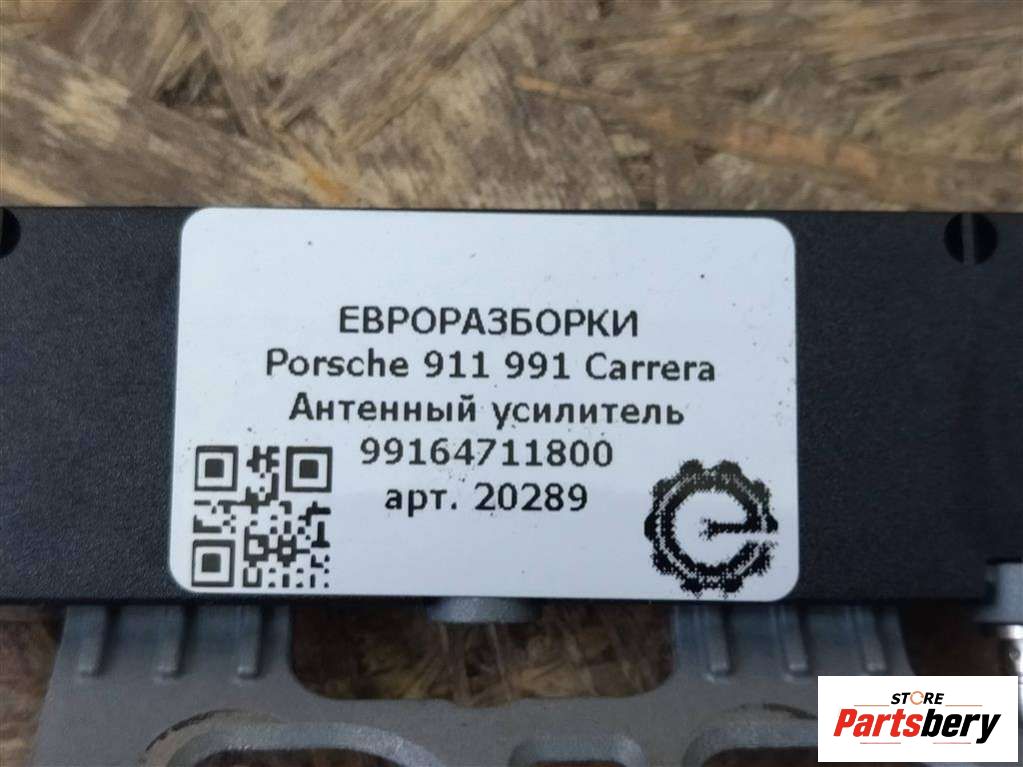 ЕВРОРАЗБОРКИ
Porsche 911 991 Carrera
Антенный усилитель
99164711800
арт. 20289
STORE
Partsbery